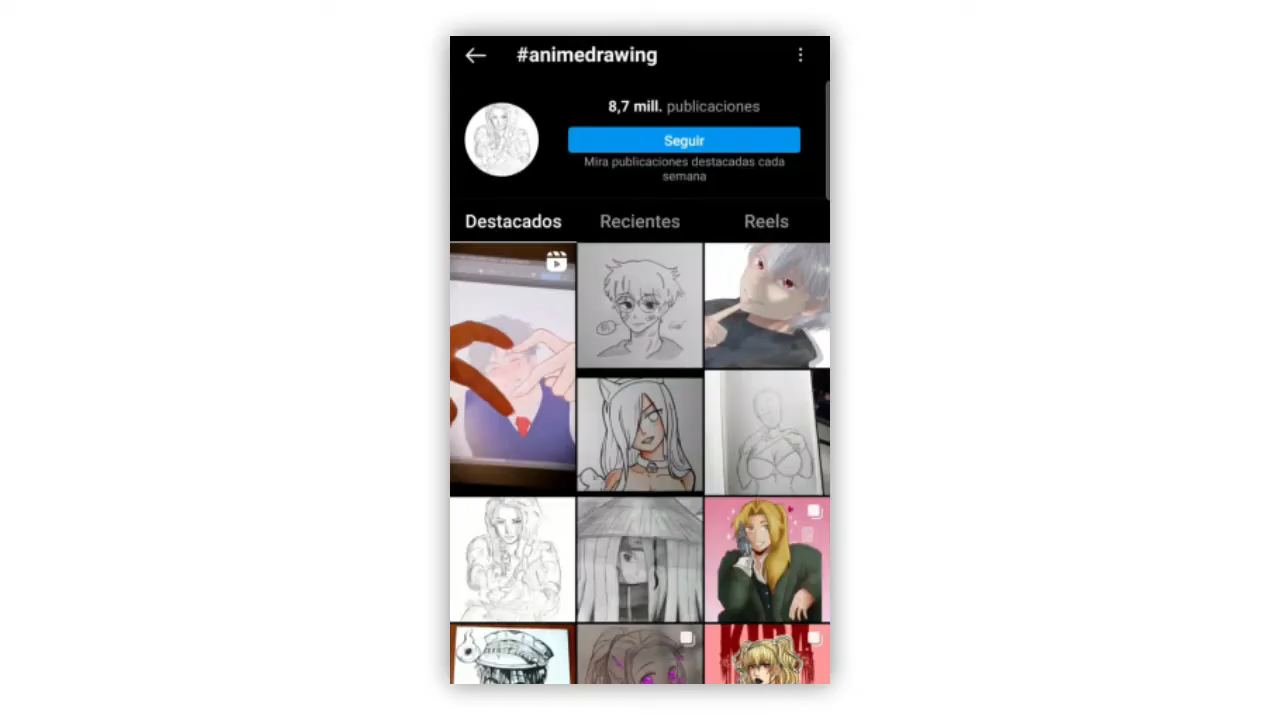 #animedrawing
8,7 mill. publicaciones
Seguir
Mira publicaciones destacadas cada
semana
Destacados
Recientes
Reels